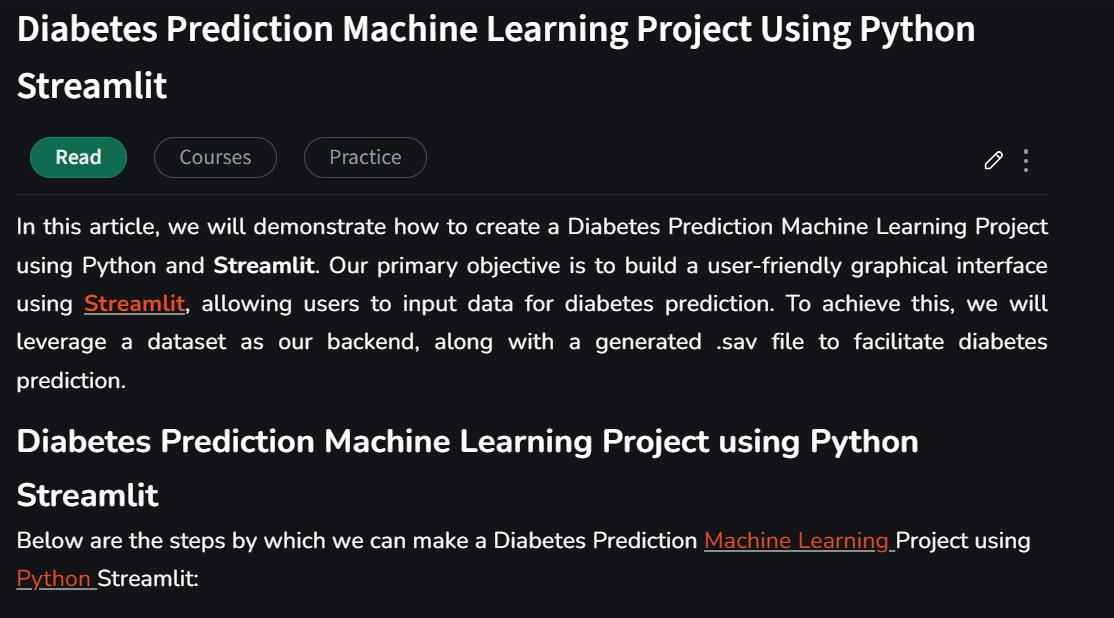 Diabetes Prediction Machine Learning Project Using Python
Streamlit
Read
Courses
Practice
In this article, we will demonstrate how to create a Diabetes Prediction Machine Learning Project
using Python and Streamlit. Our primary objective is to build a user-friendly graphical interface
using Streamlit, allowing users to input data for diabetes prediction. To achieve this, we will
leverage a dataset as our backend, along with a generated .sav file to facilitate diabetes
prediction.
Diabetes Prediction Machine Learning Project using Python
Streamlit
Below are the steps by which we can make a Diabetes Prediction Machine Learning Project using
Python Streamlit: